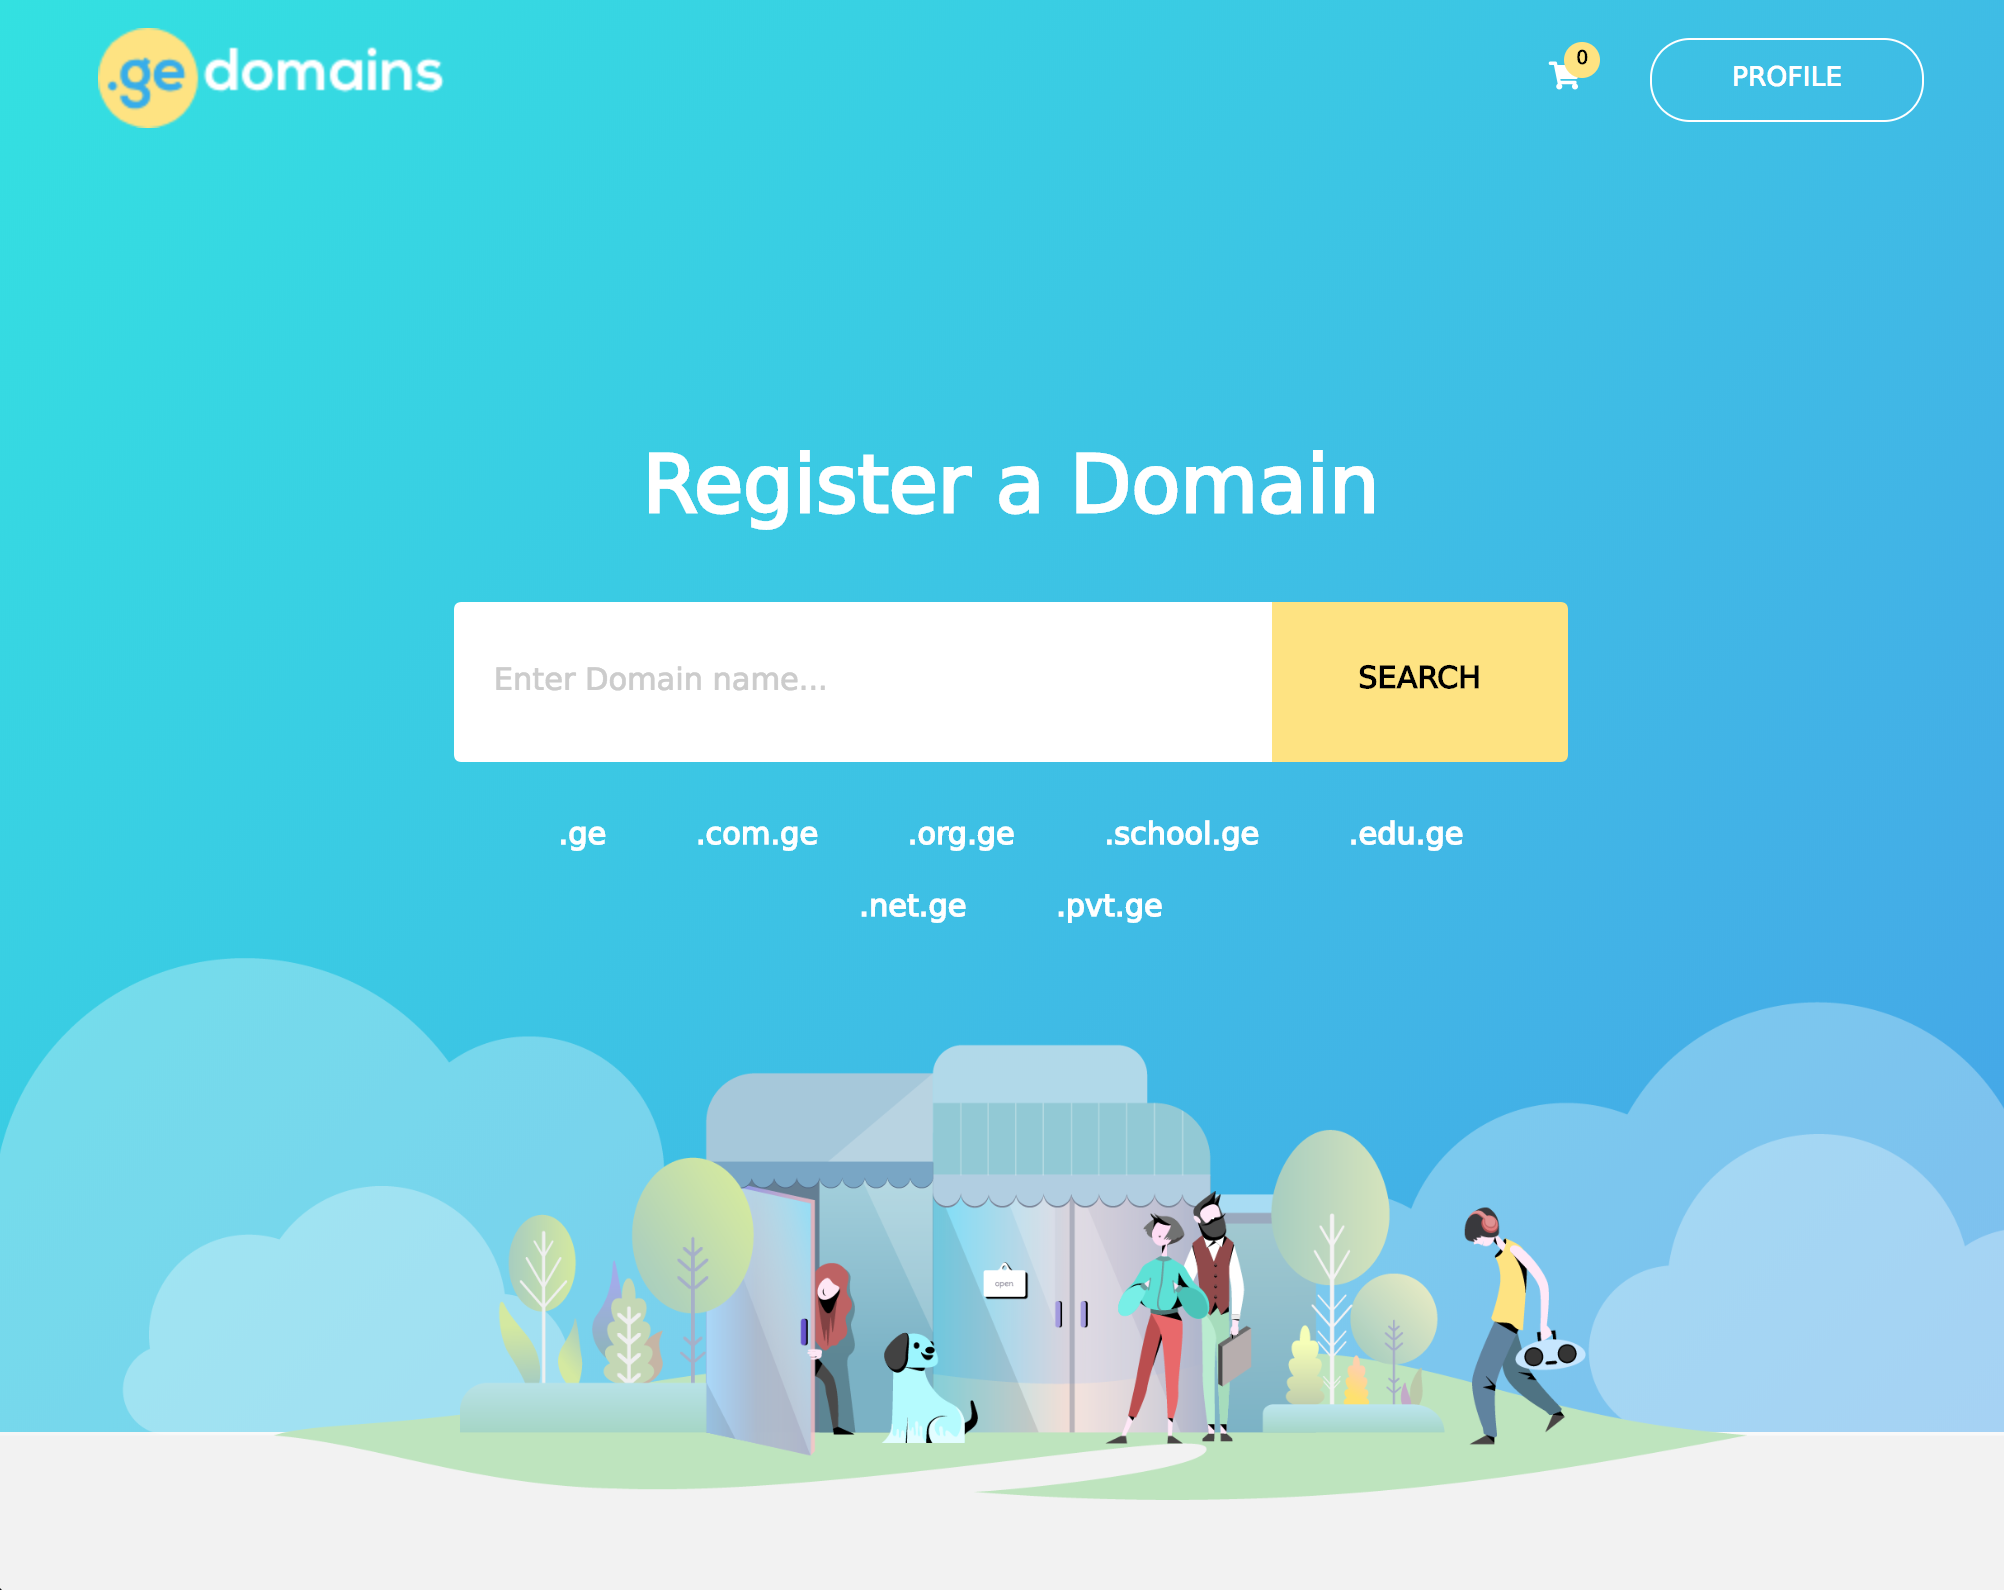 .ge domains
0
PROFILE
Register a Domain
Enter Domain name...
SEARCH
.ge .com.ge .org.ge .school.ge .edu.ge
.net.ge .pvt.ge
open